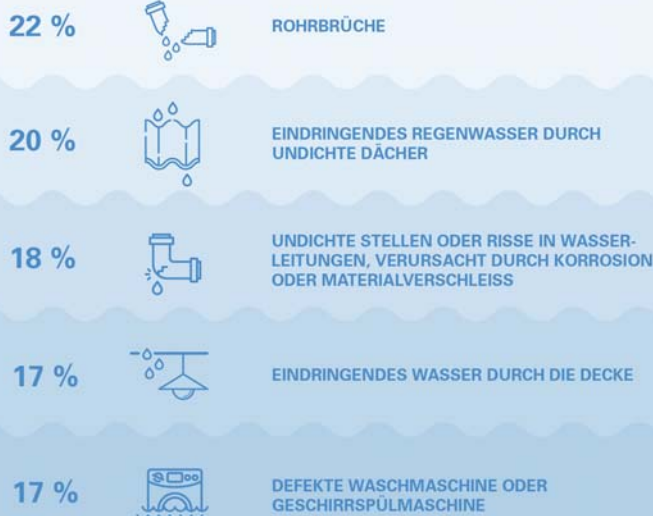 22 %
ROHRBRÜCHE
20 %
EINDRINGENDES REGENWASSER DURCH
UNDICHTE DÄCHER
18 %
UNDICHTE STELLEN ODER RISSE IN WASSER-
LEITUNGEN, VERURSACHT DURCH KORROSION
ODER MATERIALVERSCHLEISS
17 %
EINDRINGENDES WASSER DURCH DIE DECKE
17 %
DEFEKTE WASCHMASCHINE ODER
GESCHIRRSPÜLMASCHINE